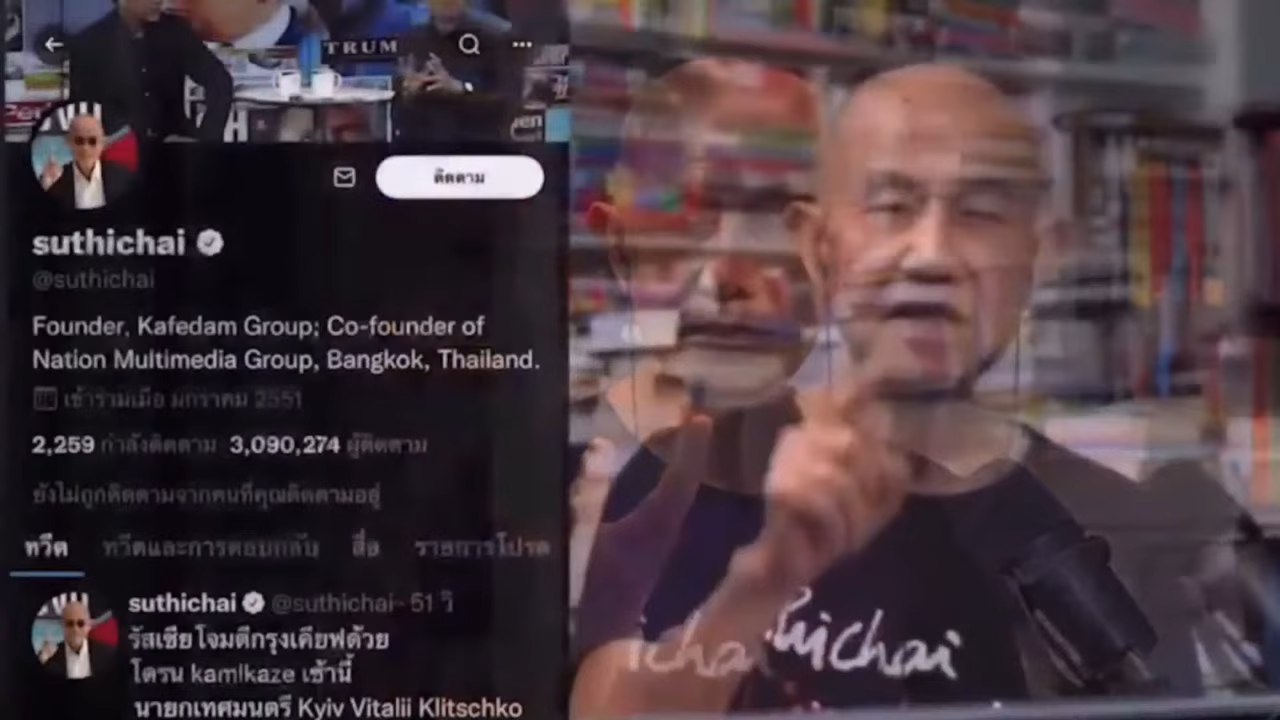 TRUM
ติดตาม
suthichai
@suthichai
Founder, Kafedam Group; Co-founder of
Nation Multimedia Group, Bangkok, Thailand.
เข้าร่วมเมื่อ มกราคม 2551
2,259 กำลังติดตาม 3,090,274 ผู้ติดตาม
ยังไม่ถูกติดตามจากคนที่คุณติดตามอยู่
ทวีต ทวีตและการตอบกลับ สื่อ รายการโปรด
suthichai @suthichai · 51 วิ
รัสเซียโจมตีกรุงเคียฟด้วย
โดรน kamikaze เช้านี้
นายกเทศมนตรี Kyiv Vitalii Klitschko
ichai
thichai